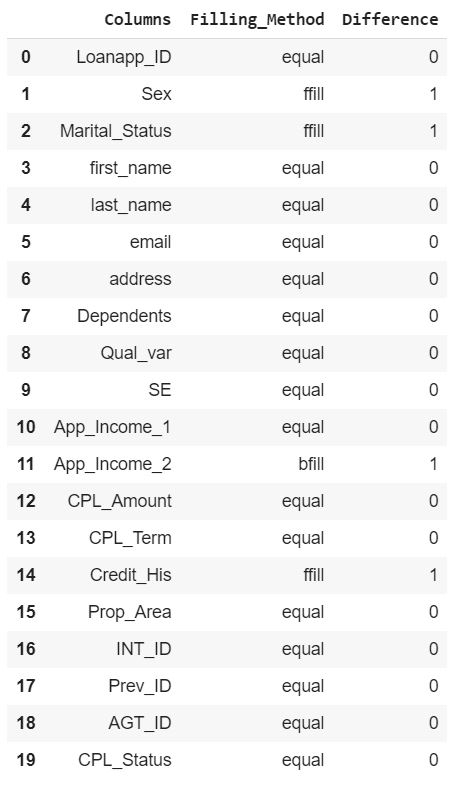 Columns Filling_Method Difference
0 Loanapp_ID equal 0
1 Sex ffill 1
2 Marital_Status ffill 1
3 first_name equal 0
4 last_name equal 0
5 email equal 0
6 address equal 0
7 Dependents equal 0
8 Qual_var equal 0
9 SE equal 0
10 App_Income_1 equal 0
11 App_Income_2 bfill 1
12 CPL_Amount equal 0
13 CPL_Term equal 0
14 Credit_His ffill 1
15 Prop_Area equal 0
16 INT_ID equal 0
17 Prev_ID equal 0
18 AGT_ID equal 0
19 CPL_Status equal 0